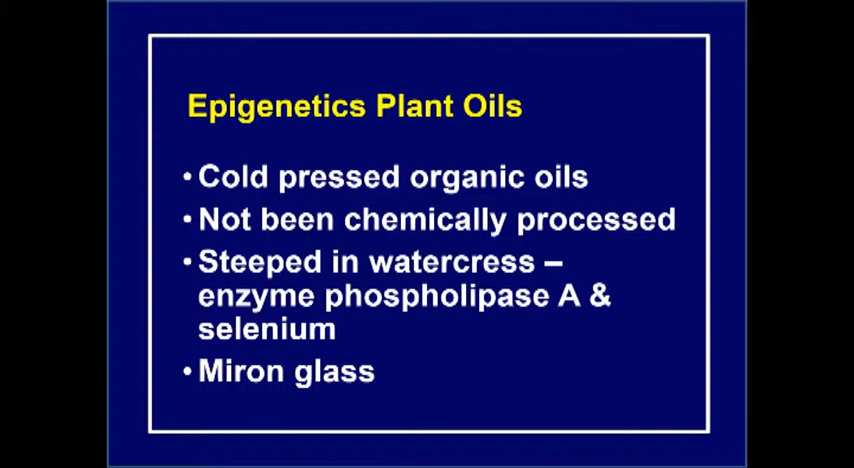 Epigenetics Plant Oils
• Cold pressed organic oils
• Not been chemically processed
• Steeped in watercress –
enzyme phospholipase A &
selenium
• Miron glass